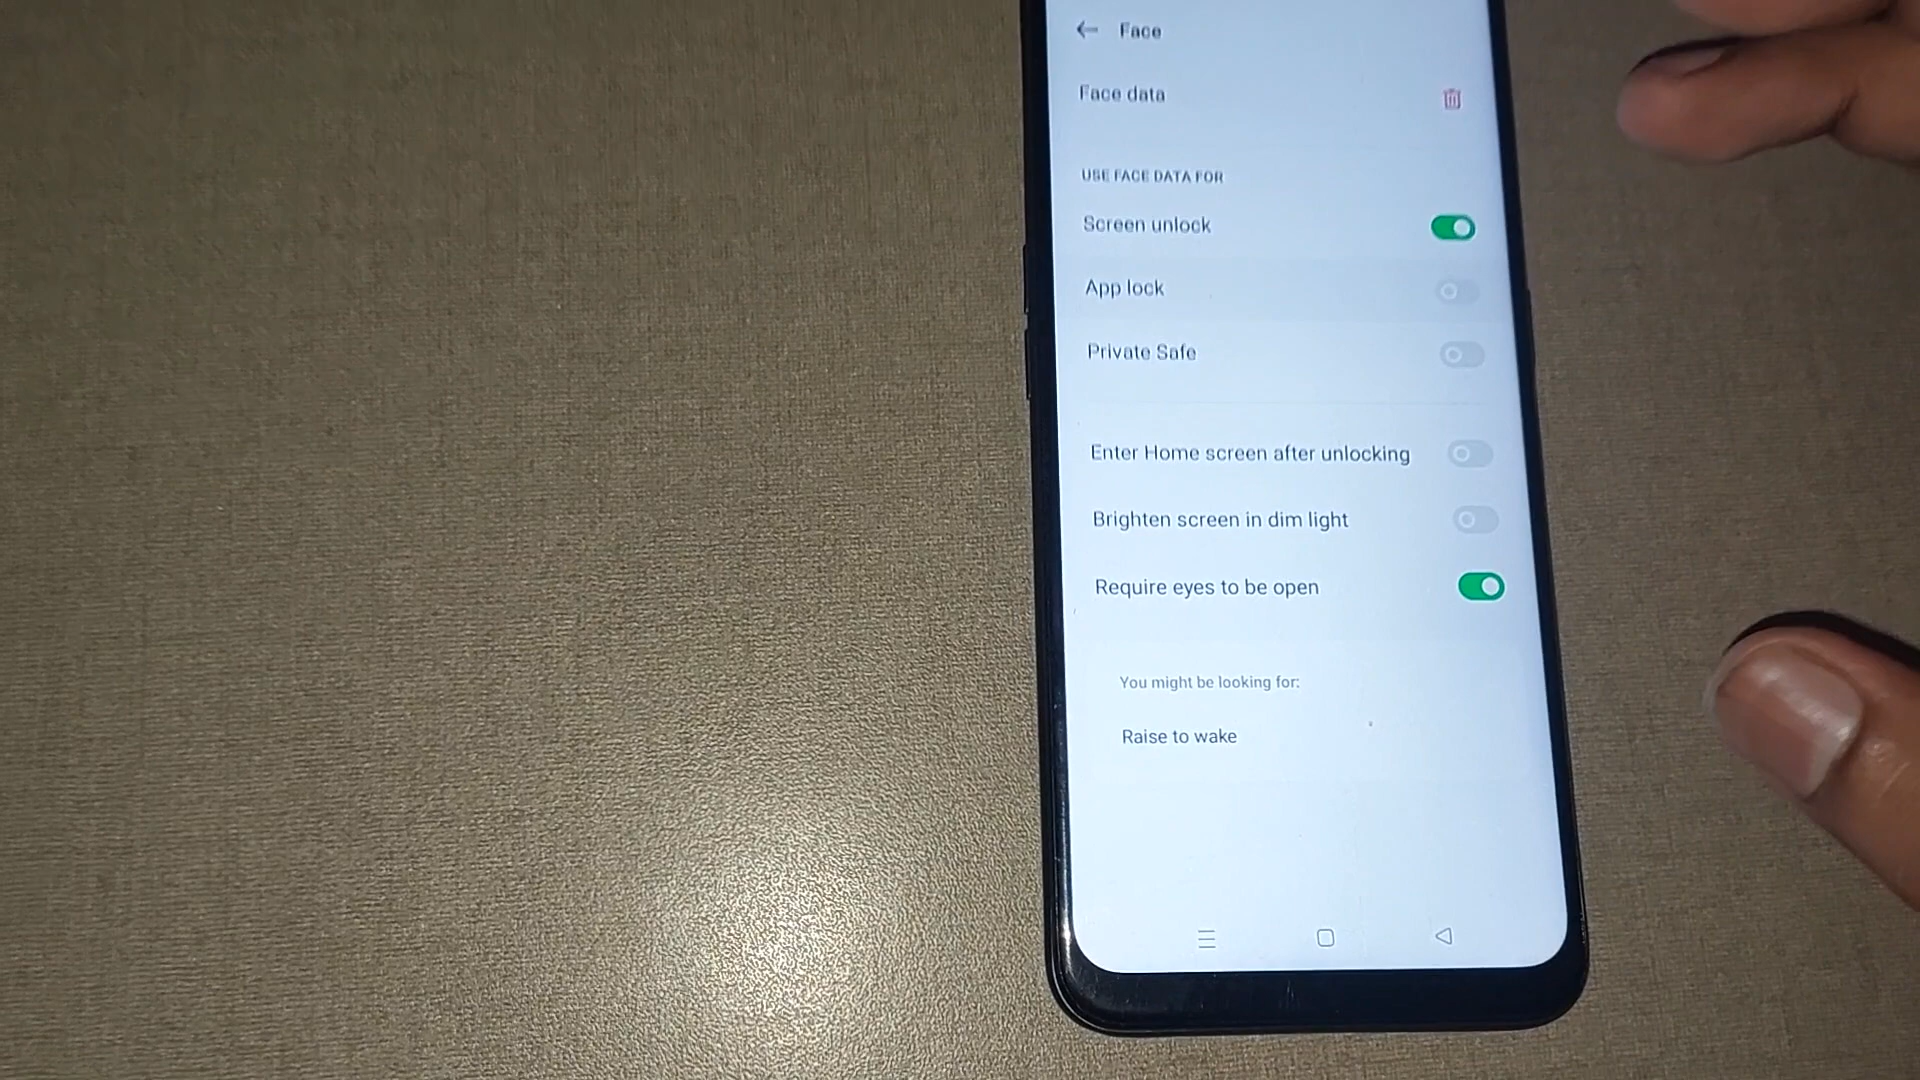 Face
Face data
USE FACE DATA FOR
Screen unlock
App lock
Private Safe
Enter Home screen after unlocking
Brighten screen in dim light
Require eyes to be open
You might be looking for:
Raise to wake